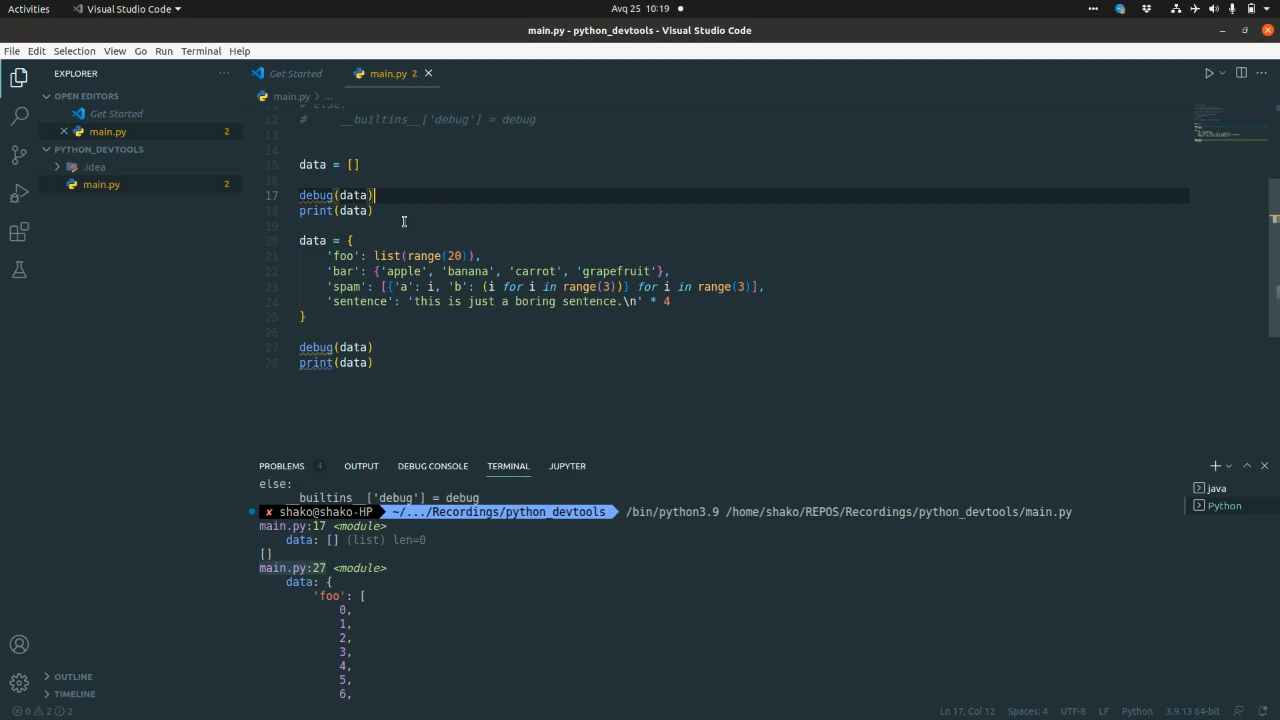 Activities
Visual Studio Code
Avq 25 10:19
main.py - python_devtools - Visual Studio Code
File Edit Selection View Go Run Terminal Help
EXPLORER
OPEN EDITORS
Get Started
main.py 2
PYTHON_DEVTOOLS
.idea
main.py 2
OUTLINE
TIMELINE
Get Started
main.py 2
main.py > ...
# else:
12 # __builtins__['debug'] = debug
13
14
15 data = []
16
17 debug(data)
18 print(data)
19
20 data = {
21 'foo': list(range(20)),
22 'bar': {'apple', 'banana', 'carrot', 'grapefruit'},
23 'spam': [{'a': i, 'b': (i for i in range(3))} for i in range(3)],
24 'sentence': 'this is just a boring sentence.\n' * 4
25 }
26
27 debug(data)
28 print(data)
PROBLEMS 4 OUTPUT DEBUG CONSOLE TERMINAL JUPYTER
else:
__builtins__['debug'] = debug
✘ shako@shako-HP ~/.../Recordings/python_devtools /bin/python3.9 /home/shako/REPOS/Recordings/python_devtools/main.py
main.py:17 <module>
data: [] (list) len=0
[]
main.py:27 <module>
data: {
'foo': [
0,
1,
2,
3,
4,
5,
6,
java
Python
0 2 2
Ln 17, Col 12 Spaces: 4 UTF-8 LF Python 3.9.13 64-bit